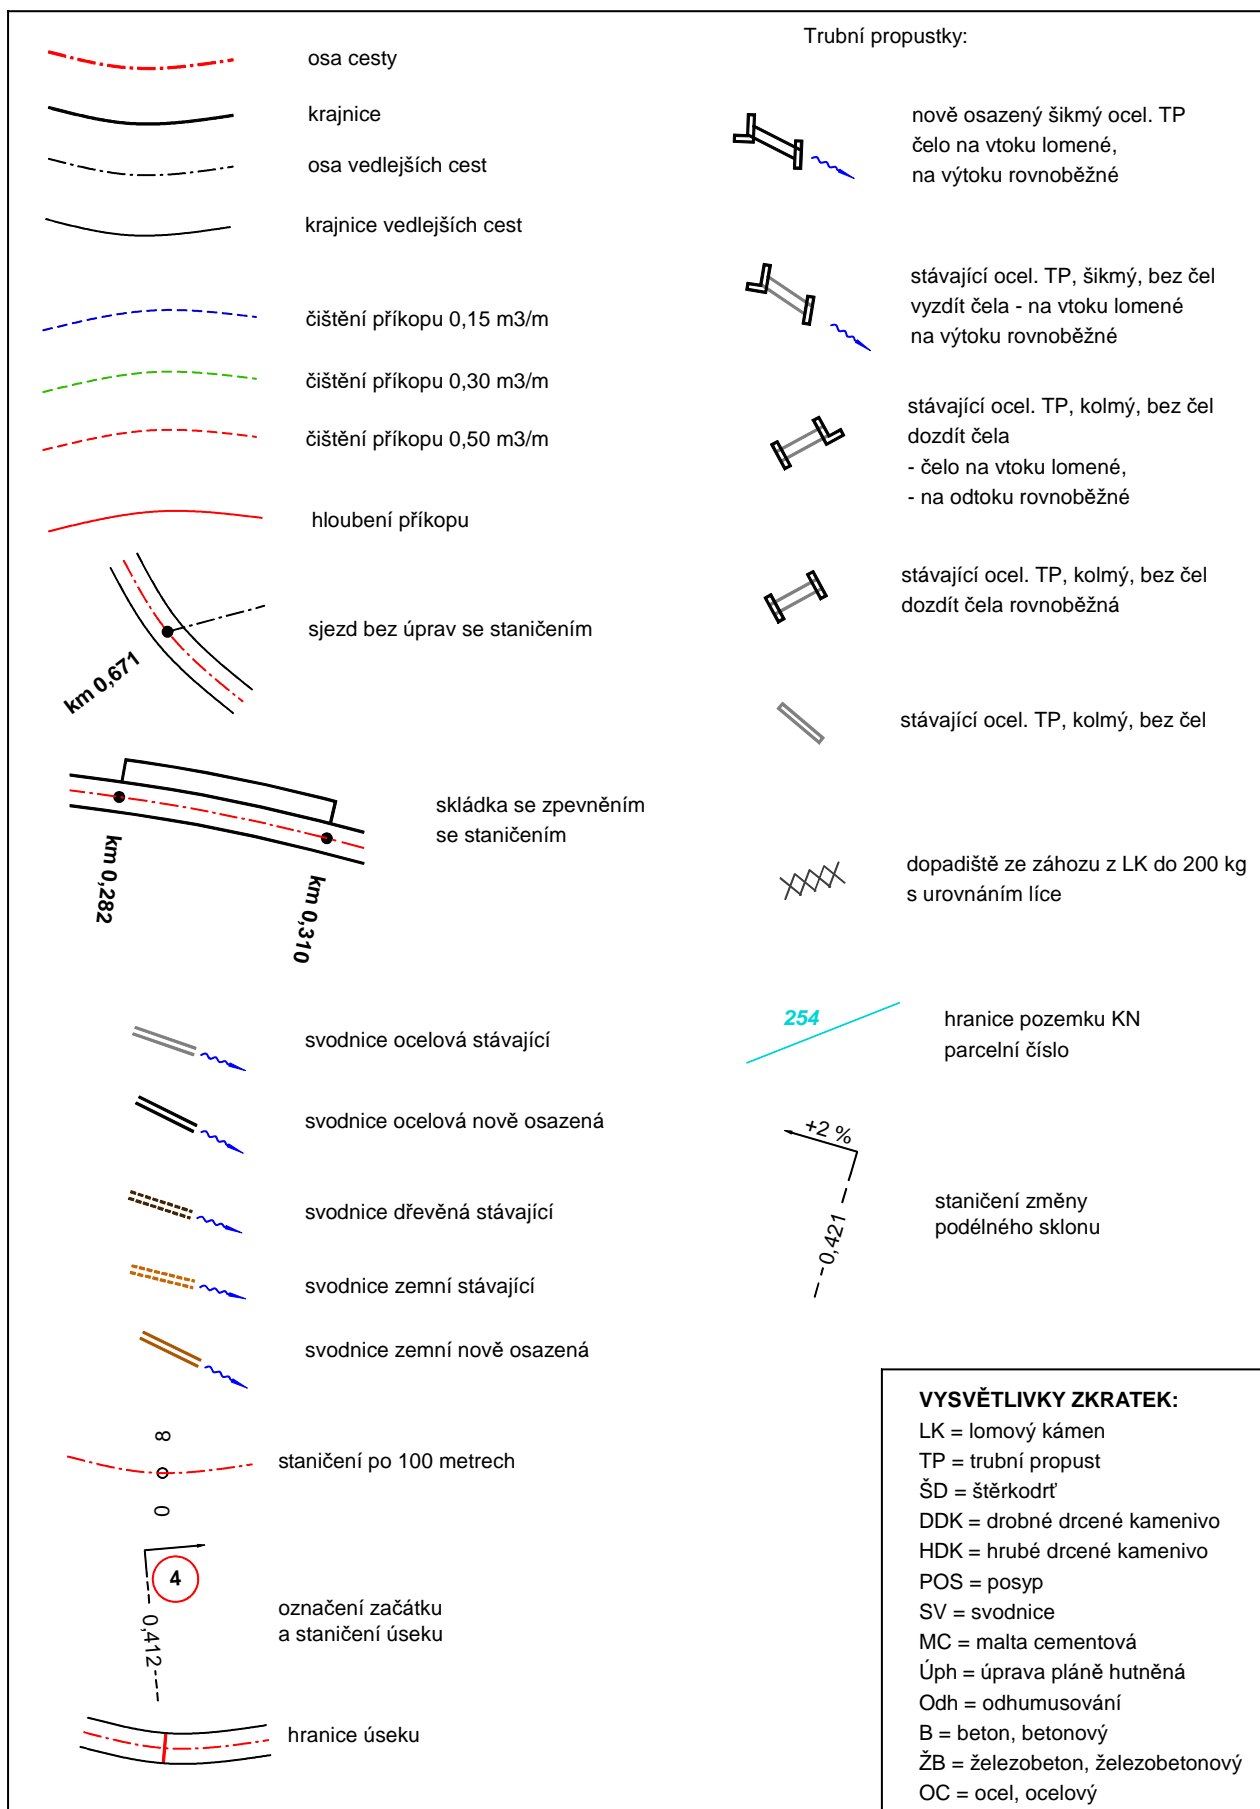 osa cesty
krajnice
osa vedlejších cest
krajnice vedlejších cest
čištění příkopu 0,15 m3/m
čištění příkopu 0,30 m3/m
čištění příkopu 0,50 m3/m
hloubení příkopu
km 0,671
sjezd bez úprav se staničením
km 0,282
km 0,310
skládka se zpevněním
se staničením
svodnice ocelová stávající
svodnice ocelová nově osazená
svodnice dřevěná stávající
svodnice zemní stávající
svodnice zemní nově osazená
8
0
staničení po 100 metrech
4
0,412
označení začátku
a staničení úseku
hranice úseku
Trubní propustky:
nově osazený šikmý ocel. TP
čelo na vtoku lomené,
na výtoku rovnoběžné
stávající ocel. TP, šikmý, bez čel
vyzdít čela - na vtoku lomené
na výtoku rovnoběžné
stávající ocel. TP, kolmý, bez čel
dozdít čela
- čelo na vtoku lomené,
- na odtoku rovnoběžné
stávající ocel. TP, kolmý, bez čel
dozdít čela rovnoběžná
stávající ocel. TP, kolmý, bez čel
dopadiště ze záhozu z LK do 200 kg
s urovnáním líce
254
hranice pozemku KN
parcelní číslo
+2 %
0,421
staničení změny
podélného sklonu
VYSVĚTLIVKY ZKRATEK:
LK = lomový kámen
TP = trubní propust
ŠD = štěrkodrť
DDK = drobné drcené kamenivo
HDK = hrubé drcené kamenivo
POS = posyp
SV = svodnice
MC = malta cementová
Úph = úprava pláně hutněná
Odh = odhumusování
B = beton, betonový
ŽB = železobeton, železobetonový
OC = ocel, ocelový